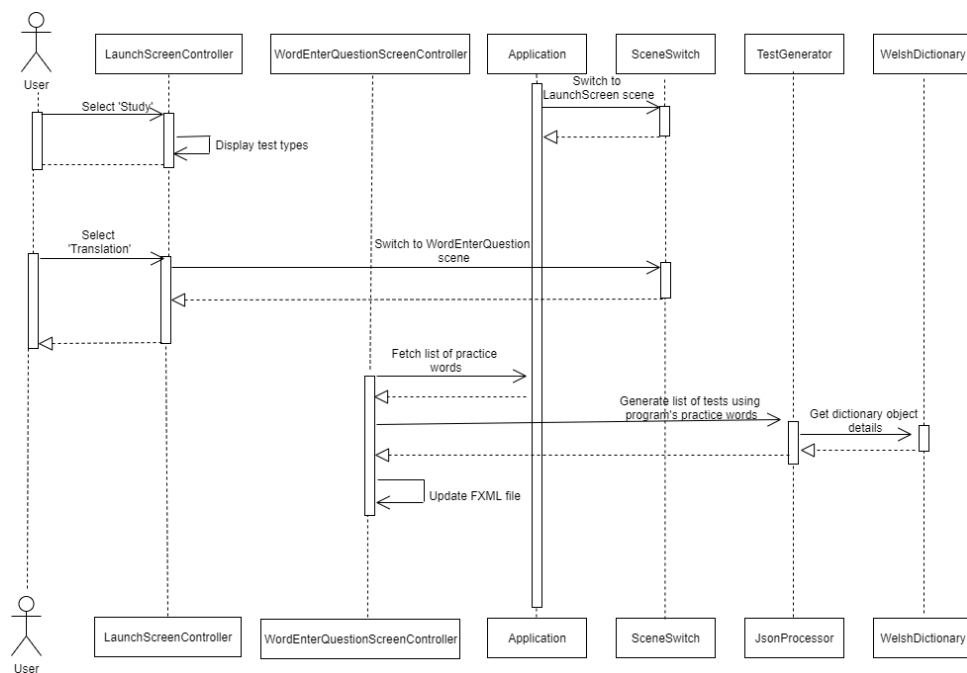 LaunchScreenController
WordEnterQuestionScreenController
Application
SceneSwitch
TestGenerator
WelshDictionary
User
Switch to
LaunchScreen scene
Select 'Study'
Display test types
Select
'Translation'
Switch to WordEnterQuestion
scene
Fetch list of practice
words
Generate list of tests using
program's practice words
Get dictionary object
details
Update FXML file
LaunchScreenController
WordEnterQuestionScreenController
Application
SceneSwitch
JsonProcessor
WelshDictionary
User